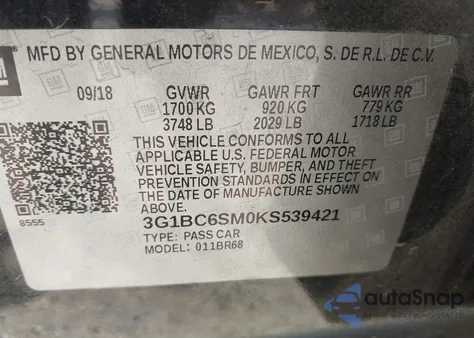 GM
MFD BY GENERAL MOTORS DE MEXICO, S. DE R.L. DE C.V.
09/18 GVWR GAWR FRT GAWR RR
1700 KG 920 KG 779 KG
3748 LB 2029 LB 1718 LB
THIS VEHICLE CONFORMS TO ALL
APPLICABLE U.S. FEDERAL MOTOR
VEHICLE SAFETY, BUMPER, AND THEFT
PREVENTION STANDARDS IN EFFECT ON
THE DATE OF MANUFACTURE SHOWN
ABOVE.
8555 3G1BC6SM0KS539421
TYPE: PASS CAR
MODEL: 011BR68
autoSnap